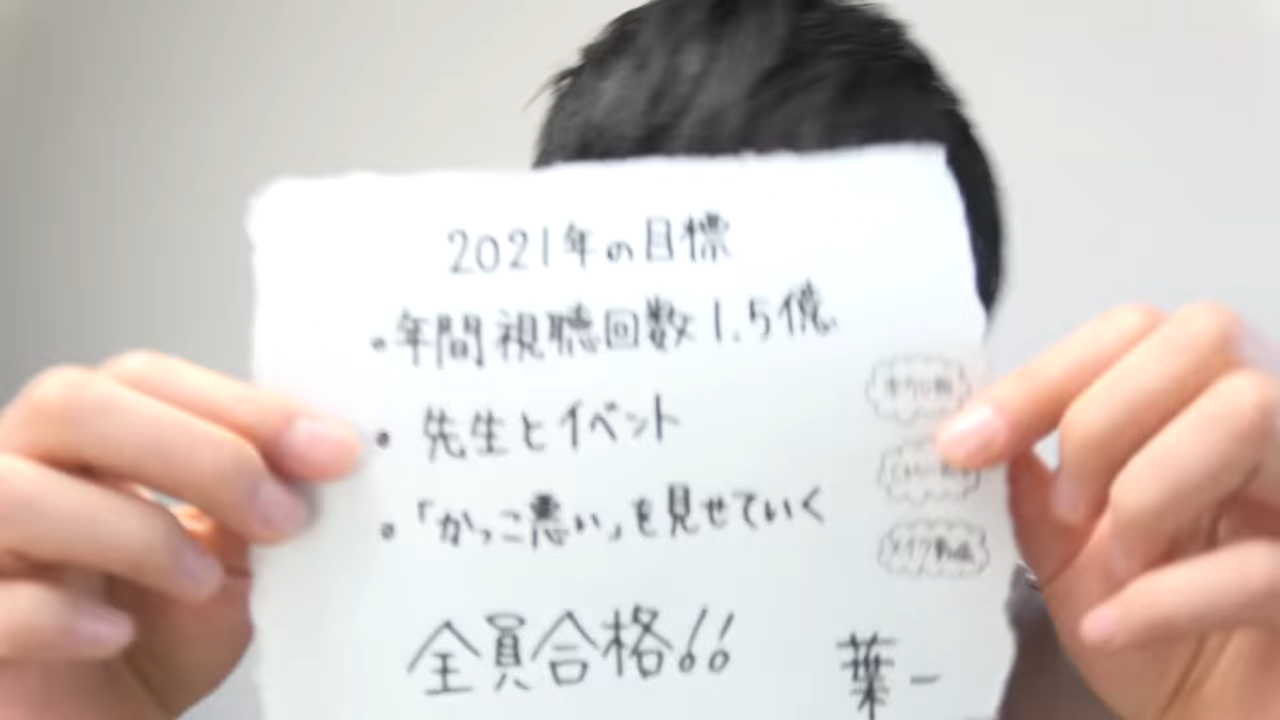 2021年の目標
・年間視聴回数1.5億
・先生とイベント
・「かっこ悪い」を見せていく
全員合格!!
葉一